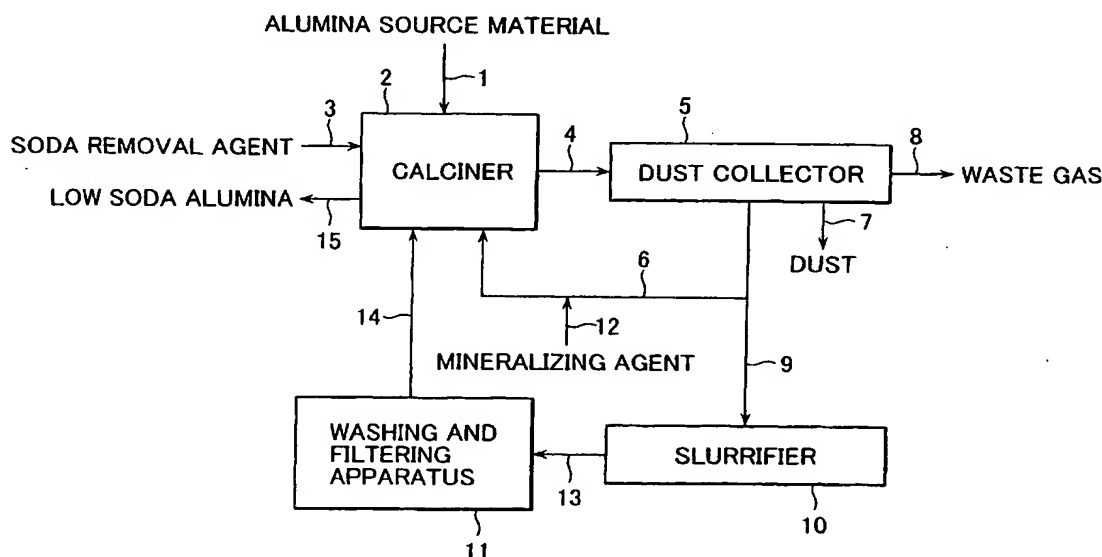 ALUMINA SOURCE MATERIAL
1
2
3
SODA REMOVAL AGENT
CALCINER
4
5
DUST COLLECTOR
8
WASTE GAS
LOW SODA ALUMINA
15
7
DUST
6
14
12
MINERALIZING AGENT
9
WASHING AND
FILTERING
APPARATUS
13
SLURRIFIER
10
11